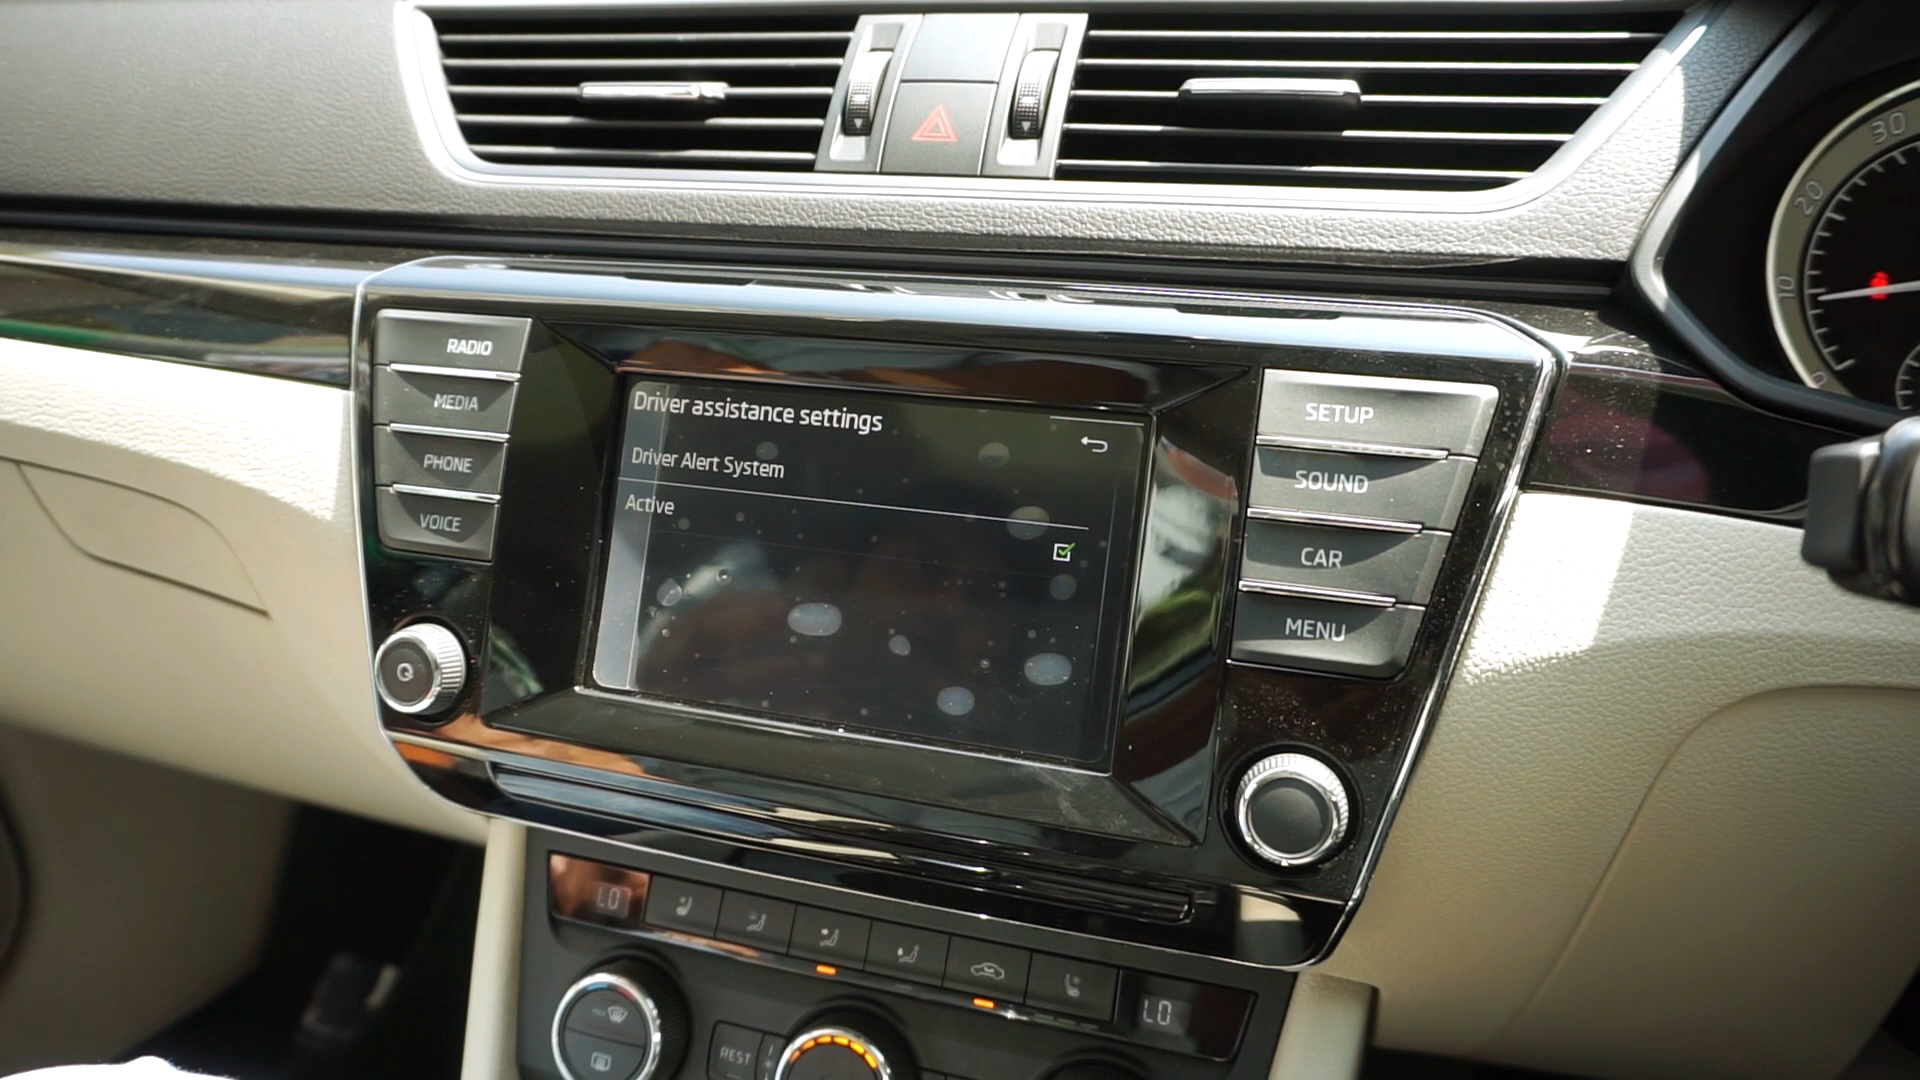 30
20
10
0
RADIO
MEDIA
PHONE
VOICE
Driver assistance settings
Driver Alert System
Active
SETUP
SOUND
CAR
MENU
LO
LO
REST